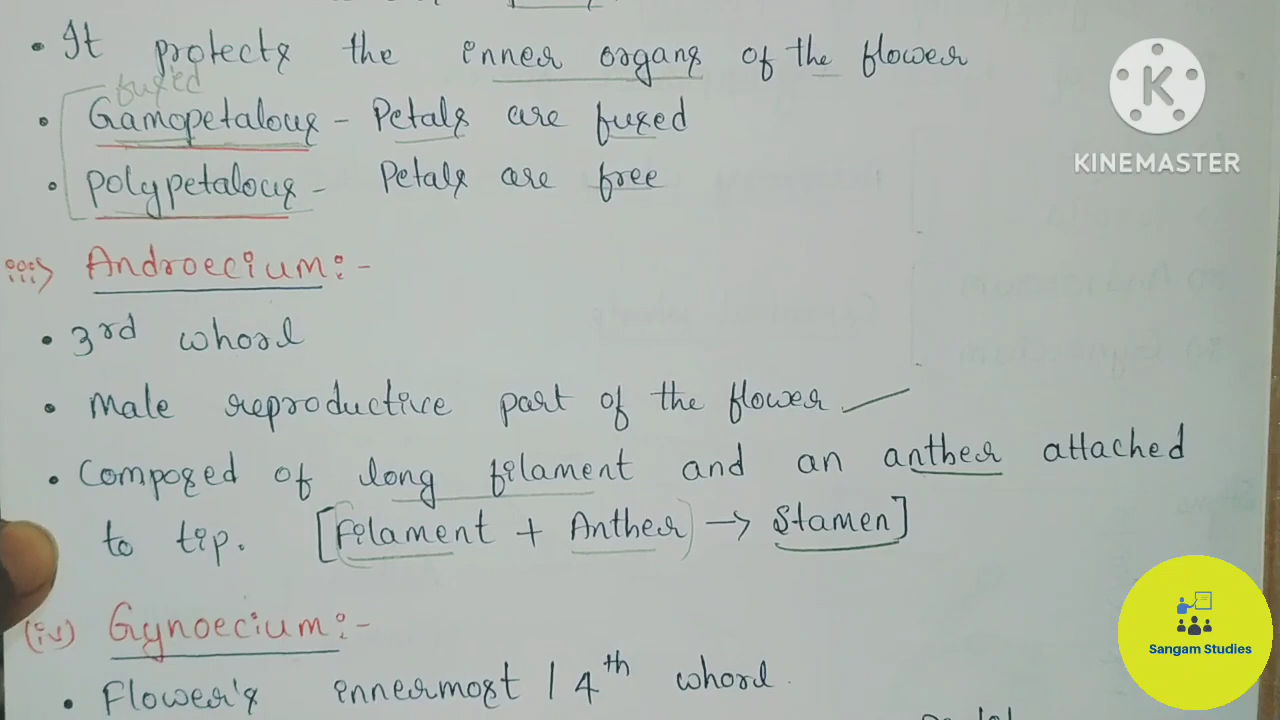 • It protects the inner organs of the flower
fused
• Gamopetalous - Petals are fused
• polypetalous - Petals are free
iii) Androecium:-
• 3rd whorl
• Male reproductive part of the flower
• Composed of long filament and an anther attached
to tip. [Filament + Anther → Stamen]
(iv) Gynoecium:-
• Flower's innermost / 4th whorl.
KINEMASTER
Sangam Studies